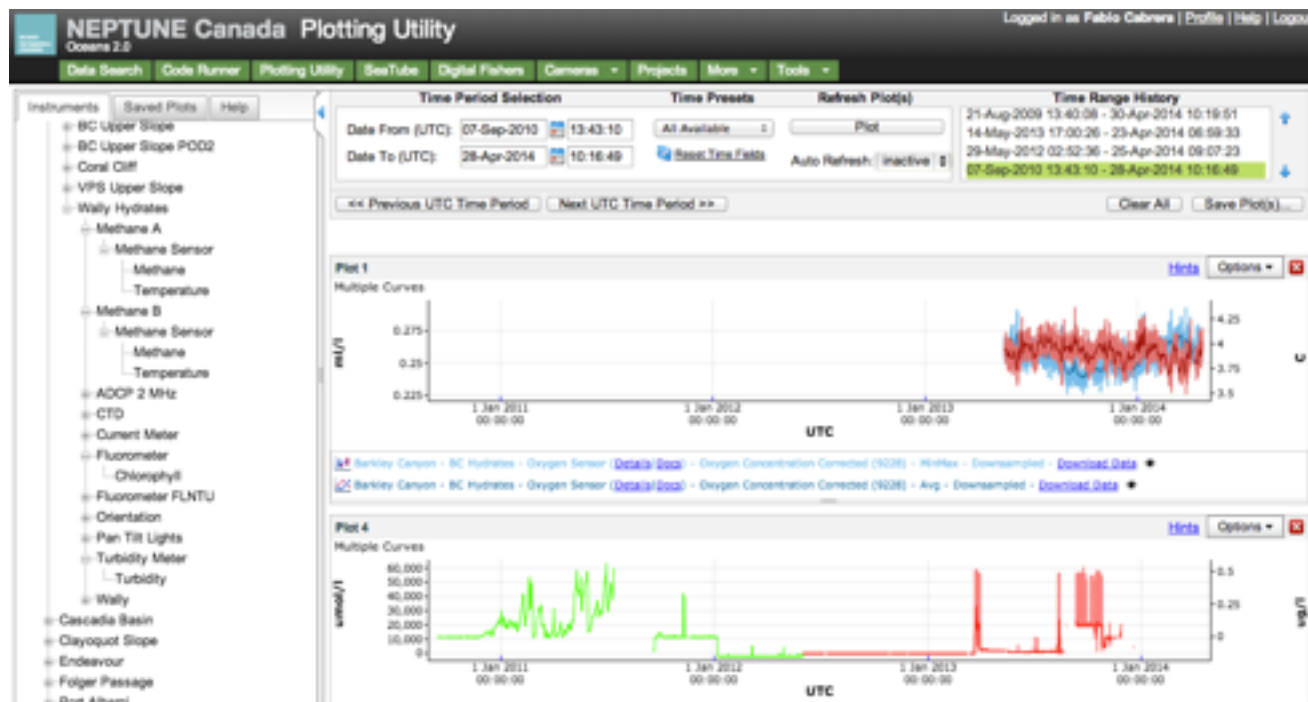 NEPTUNE Canada Plotting Utility
Oceans 2.0
Logged in as Fabio Cabrera | Profile | Help | Logou
Data Search Code Runner Plotting Utility SeaTube Digital Fishers Cameras Projects More Tools
Instruments Saved Plots Help
BC Upper Slope
BC Upper Slope POD2
Coral Cliff
VPS Upper Slope
Wally Hydrates
Methane A
Methane Sensor
Methane
Temperature
Methane B
Methane Sensor
Methane
Temperature
ADCP 2 MHz
CTD
Current Meter
Fluorometer
Chlorophyll
Fluorometer FLNTU
Orientation
Pan Tilt Lights
Turbidity Meter
Turbidity
Wally
Cascadia Basin
Clayoquot Slope
Endeavour
Folger Passage
Port Alberni
Time Period Selection Time Presets Refresh Plot(s) Time Range History
Date From (UTC): 07-Sep-2010 13:43:10 All Available Plot
Date To (UTC): 28-Apr-2014 10:16:49 Reset Time Fields Auto Refresh: inactive
21-Aug-2009 13:40:08 - 30-Apr-2014 10:19:51
14-May-2013 17:00:26 - 23-Apr-2014 06:59:33
29-May-2012 02:52:36 - 25-Apr-2014 09:07:23
07-Sep-2010 13:43:10 - 28-Apr-2014 10:16:49
<< Previous UTC Time Period Next UTC Time Period >> Clear All Save Plot(s)...
Plot 1 Hints Options
Multiple Curves
0.275
0.25
0.225
ml/l
4.25
4
3.75
3.5
C
1 Jan 2011 1 Jan 2012 1 Jan 2013 1 Jan 2014
00:00:00 00:00:00 00:00:00 00:00:00
UTC
Barkley Canyon - BC Hydrates - Oxygen Sensor (Details|Docs) - Oxygen Concentration Corrected (9228) - MinMax - Downsampled - Download Data
Barkley Canyon - BC Hydrates - Oxygen Sensor (Details|Docs) - Oxygen Concentration Corrected (9228) - Avg - Downsampled - Download Data
Plot 4 Hints Options
Multiple Curves
60,000
50,000
40,000
30,000
20,000
10,000
0
0.5
0.25
0
ug/l
1 Jan 2011 1 Jan 2012 1 Jan 2013 1 Jan 2014
00:00:00 00:00:00 00:00:00 00:00:00
UTC